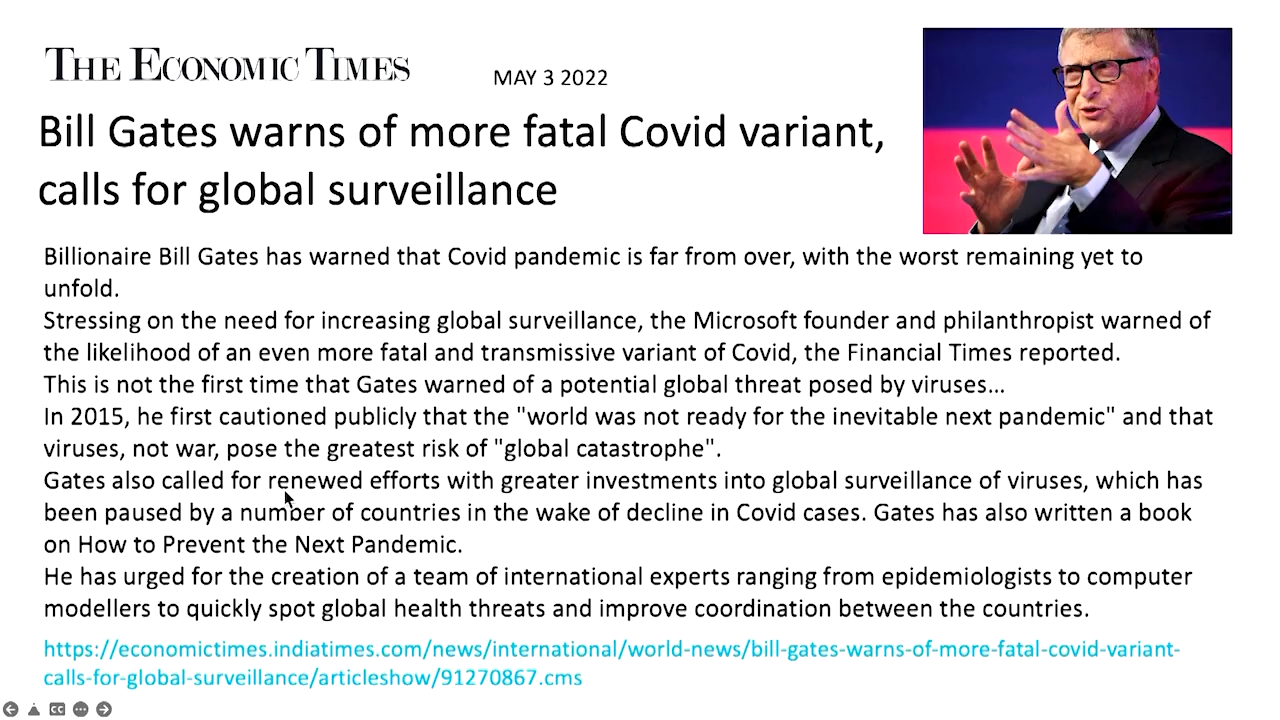 THE ECONOMIC TIMES
MAY 3 2022
Bill Gates warns of more fatal Covid variant,
calls for global surveillance
Billionaire Bill Gates has warned that Covid pandemic is far from over, with the worst remaining yet to
unfold.
Stressing on the need for increasing global surveillance, the Microsoft founder and philanthropist warned of
the likelihood of an even more fatal and transmissive variant of Covid, the Financial Times reported.
This is not the first time that Gates warned of a potential global threat posed by viruses...
In 2015, he first cautioned publicly that the "world was not ready for the inevitable next pandemic" and that
viruses, not war, pose the greatest risk of "global catastrophe".
Gates also called for renewed efforts with greater investments into global surveillance of viruses, which has
been paused by a number of countries in the wake of decline in Covid cases. Gates has also written a book
on How to Prevent the Next Pandemic.
He has urged for the creation of a team of international experts ranging from epidemiologists to computer
modellers to quickly spot global health threats and improve coordination between the countries.
https://economictimes.indiatimes.com/news/international/world-news/bill-gates-warns-of-more-fatal-covid-variant-
calls-for-global-surveillance/articleshow/91270867.cms
CC